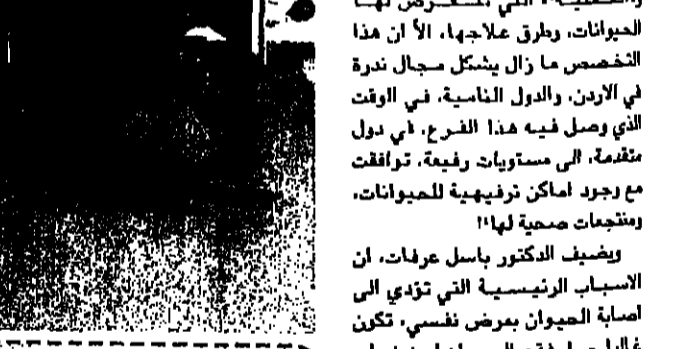 التي
الحيوانات، وطرق علاجها، الأ ان هذا
التخصص ما زال يشكل مجال ندرة
في الاردن، والدول النامية، في الوقت
الذي وصل فيه هذا الفرع، في دول
متقدمة، الى مستويات رفيعة، توافقت
مع وجود اماكن ترفيهية للحيوانات،
ومنتجعات صحية لها"!
ويضيف الدكتور باسل عرفات، ان
الاسباب الرئيسية التي تؤدي الى
اصابة الحيوان بمرض نفسي، تكون